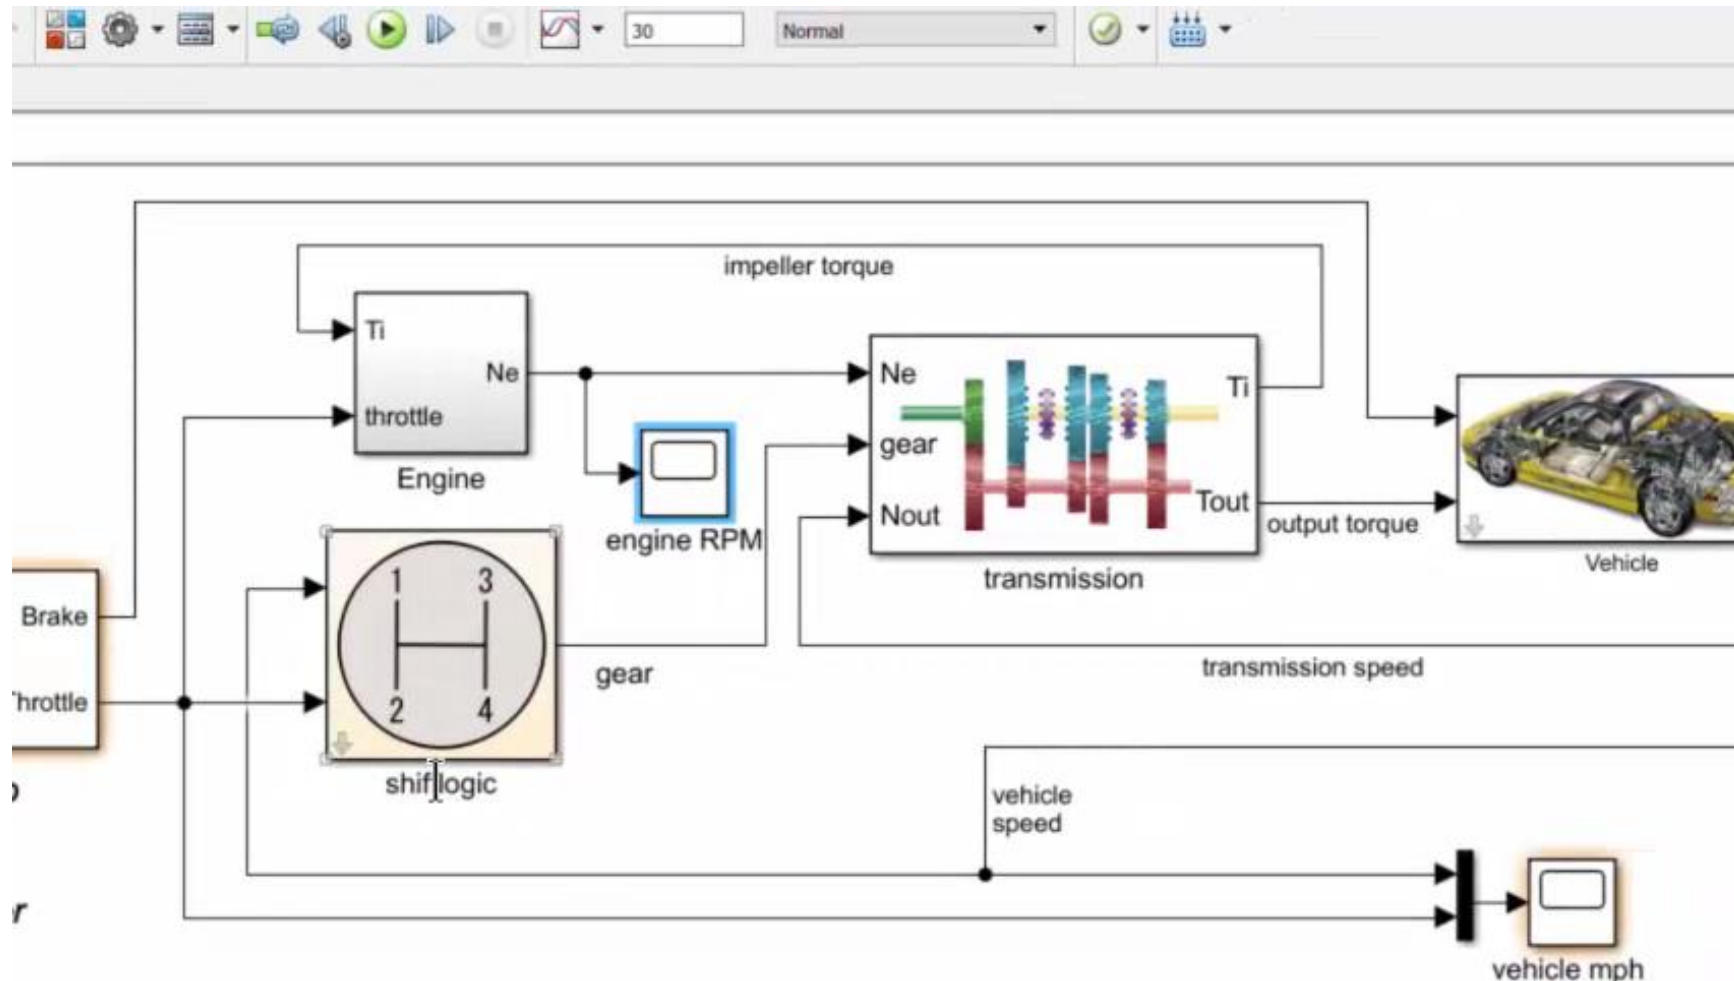 30
Normal
impeller torque
Ti
Ne
throttle
Engine
engine RPM
Ne
gear
Nout
Ti
Tout
transmission
output torque
Vehicle
Brake
1
3
2
4
gear
transmission speed
shif logic
vehicle
speed
vehicle mph